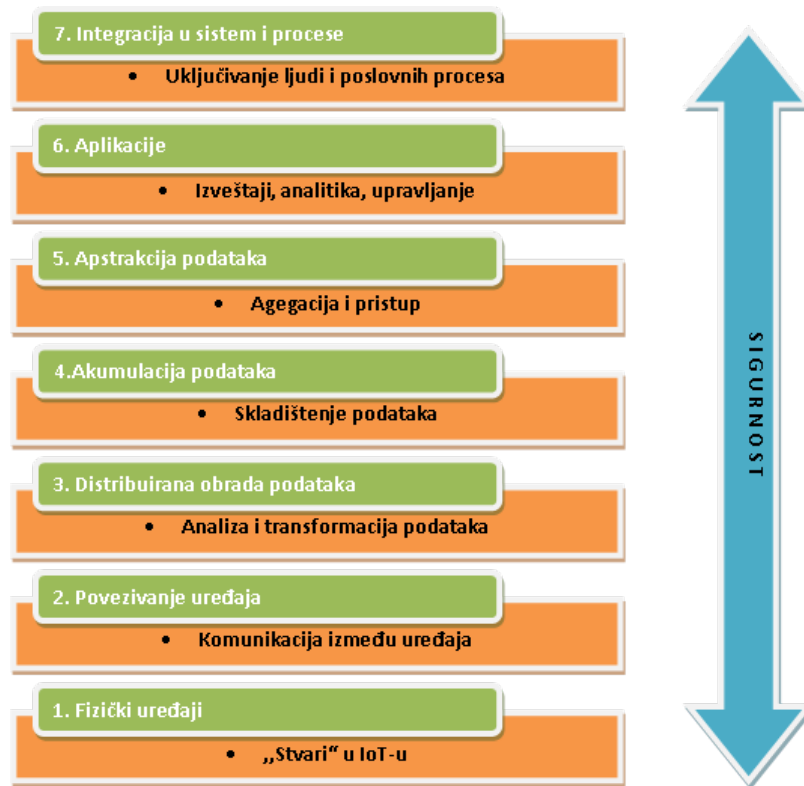 7. Integracija u sistem i procese
• Uključivanje ljudi i poslovnih procesa
6. Aplikacije
• Izveštaji, analitika, upravljanje
5. Apstrakcija podataka
• Agegacija i pristup
4.Akumulacija podataka
• Skladištenje podataka
3. Distribuirana obrada podataka
• Analiza i transformacija podataka
2. Povezivanje uređaja
• Komunikacija između uređaja
1. Fizički uređaji
• „Stvari“ u IoT-u
SIGURNOST